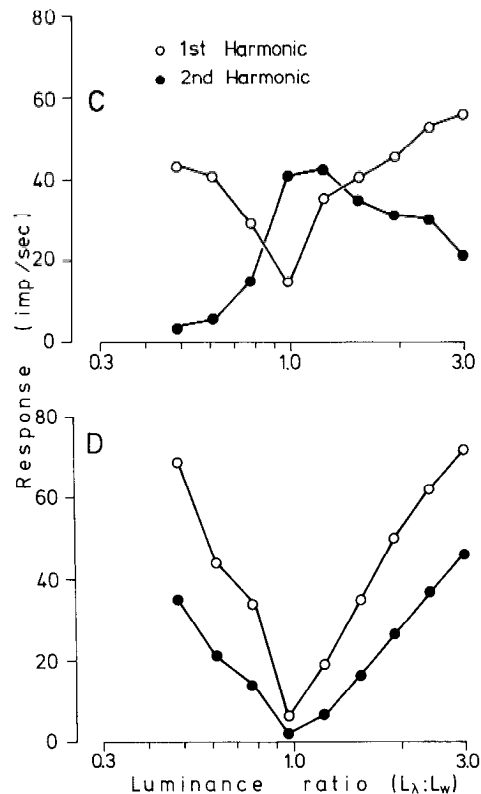 1st Harmonic
2nd Harmonic
C
60
40
20
0
0.3 1.0 3.0
Response (imp/sec)
D
80
60
40
20
0
0.3 1.0 3.0
Luminance ratio (Lλ:Lw)